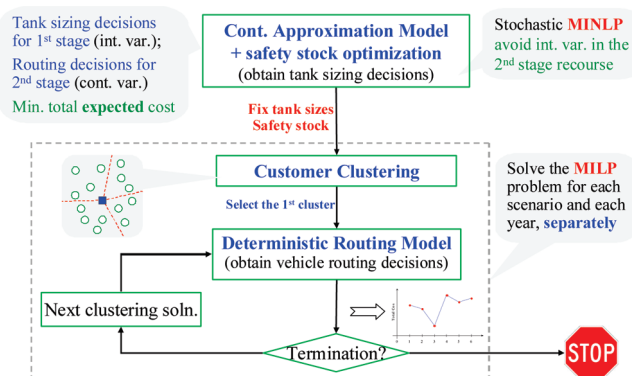 Tank sizing decisions
for 1st stage (int. var.);
Routing decisions for
2nd stage (cont. var.)
Min. total expected cost
Cont. Approximation Model
+ safety stock optimization
(obtain tank sizing decisions)
Stochastic MINLP
avoid int. var. in the
2nd stage recourse
Fix tank sizes
Safety stock
Customer Clustering
Select the 1st cluster
Solve the MILP
problem for each
scenario and each
year, separately
Deterministic Routing Model
(obtain vehicle routing decisions)
Next clustering soln.
Termination?
STOP